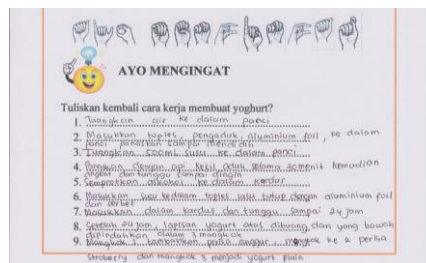 AYO MENGINGAT
Tuliskan kembali cara kerja membuat yoghurt?
1. Tuangkan air ke dalam panci
2. Masukkan toples, pengaduk, aluminium foil, ke dalam
panci panaskan sampai mendidih
3. Tuangkan 500ml susu ke dalam panci
4. Panaskan dengan api kecil aduk selama 30 menit kemudian
angkat dan tunggu sampai dingin
5. Semprotkan alkohol ke dalam kardus
6. Masukkan susu kedalam toples lalu tutup dengan aluminium foil
dan serbet
7. Masukkan dalam kardus dan tunggu sampai 24 jam
8. Setelah 24 jam, lapisan yogurt atas dibuang dan yang bawah
dipindahkan dalam 3 mangkok
9. Mangkok 1 tambahkan perisa anggur, mangkok ke 2 perisa
stroberry dan mangkok 3 menjadi yogurt plain